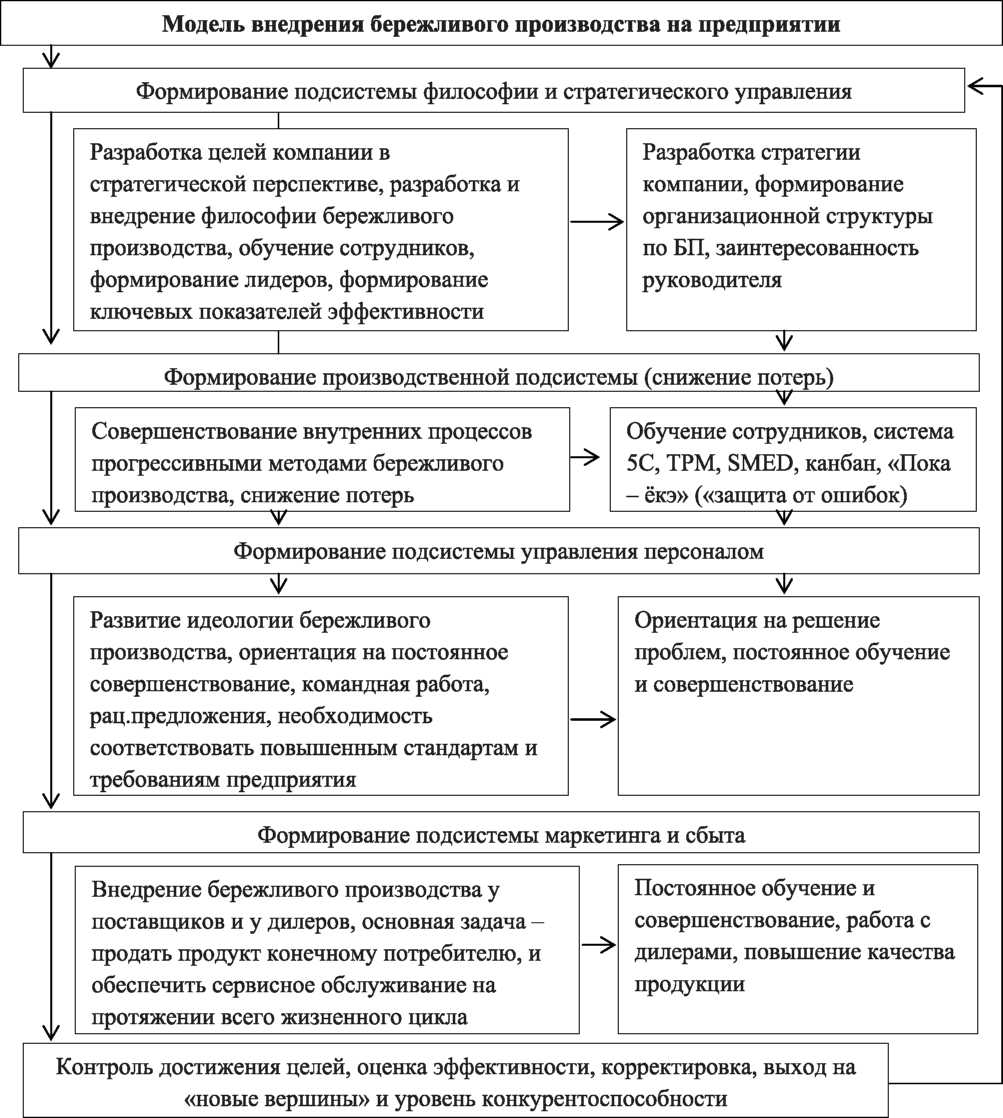 Модель внедрения бережливого производства на предприятии
Формирование подсистемы философии и стратегического управления
Разработка целей компании в
стратегической перспективе, разработка и
внедрение философии бережливого
производства, обучение сотрудников,
формирование лидеров, формирование
ключевых показателей эффективности
Разработка стратегии
компании, формирование
организационной структуры
по БП, заинтересованность
руководителя
Формирование производственной подсистемы (снижение потерь)
Совершенствование внутренних процессов
прогрессивными методами бережливого
производства, снижение потерь
Обучение сотрудников, система
5С, ТРМ, SMED, канбан, «Пока
– ёкэ» («защита от ошибок)
Формирование подсистемы управления персоналом
Развитие идеологии бережливого
производства, ориентация на постоянное
совершенствование, командная работа,
рац.предложения, необходимость
соответствовать повышенным стандартам и
требованиям предприятия
Ориентация на решение
проблем, постоянное обучение
и совершенствование
Формирование подсистемы маркетинга и сбыта
Внедрение бережливого производства у
поставщиков и у дилеров, основная задача –
продать продукт конечному потребителю, и
обеспечить сервисное обслуживание на
протяжении всего жизненного цикла
Постоянное обучение и
совершенствование, работа с
дилерами, повышение качества
продукции
Контроль достижения целей, оценка эффективности, корректировка, выход на
«новые вершины» и уровень конкурентоспособности